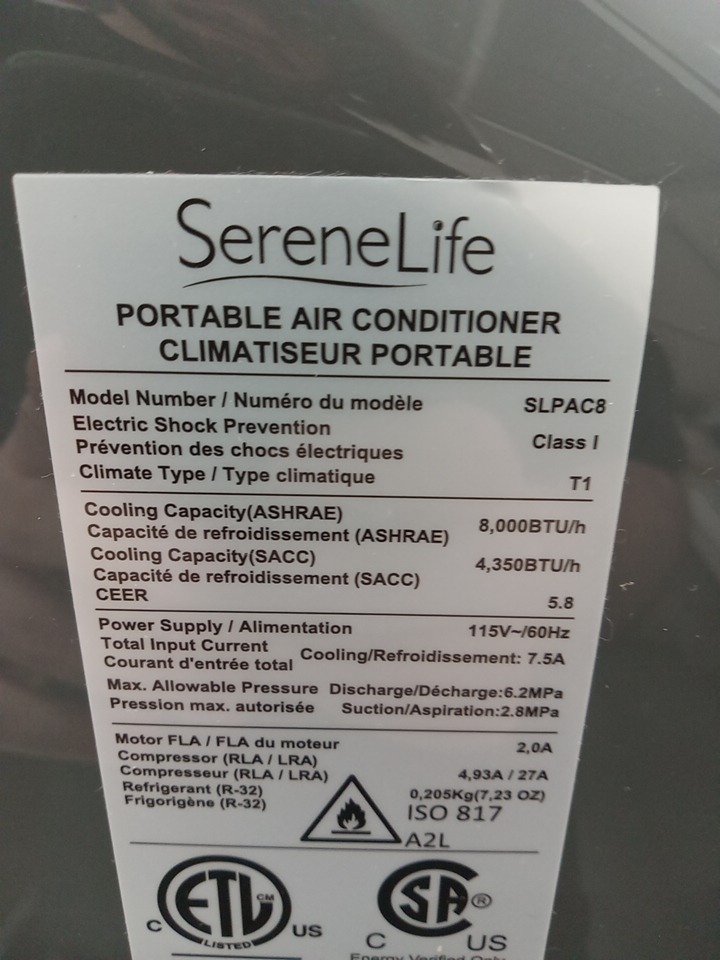 SereneLife
PORTABLE AIR CONDITIONER
CLIMATISEUR PORTABLE
Model Number / Numéro du modèle SLPAC8
Electric Shock Prevention
Prévention des chocs électriques Class I
Climate Type / Type climatique T1
Cooling Capacity(ASHRAE)
Capacité de refroidissement (ASHRAE) 8,000BTU/h
Cooling Capacity(SACC)
Capacité de refroidissement (SACC) 4,350BTU/h
CEER 5.8
Power Supply / Alimentation 115V~/60Hz
Total Input Current
Courant d'entrée total Cooling/Refroidissement: 7.5A
Max. Allowable Pressure Discharge/Décharge:6.2MPa
Pression max. autorisée Suction/Aspiration:2.8MPa
Motor FLA / FLA du moteur 2,0A
Compressor (RLA / LRA)
Compresseur (RLA / LRA) 4,93A / 27A
Refrigerant (R-32) 0,205Kg(7,23 OZ)
Frigorigène (R-32) ISO 817
A2L
ETL CM
C LISTED US
SA ®
C US
Energy Verified Only